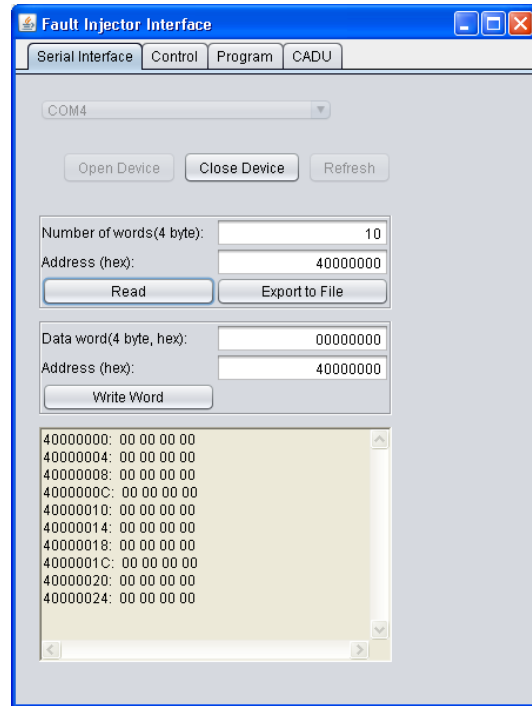 Fault Injector Interface
Serial Interface Control Program CADU
COM4
Open Device Close Device Refresh
Number of words(4 byte): 10
Address (hex): 40000000
Read Export to File
Data word(4 byte, hex): 00000000
Address (hex): 40000000
Write Word
40000000: 00 00 00 00
40000004: 00 00 00 00
40000008: 00 00 00 00
4000000C: 00 00 00 00
40000010: 00 00 00 00
40000014: 00 00 00 00
40000018: 00 00 00 00
4000001C: 00 00 00 00
40000020: 00 00 00 00
40000024: 00 00 00 00